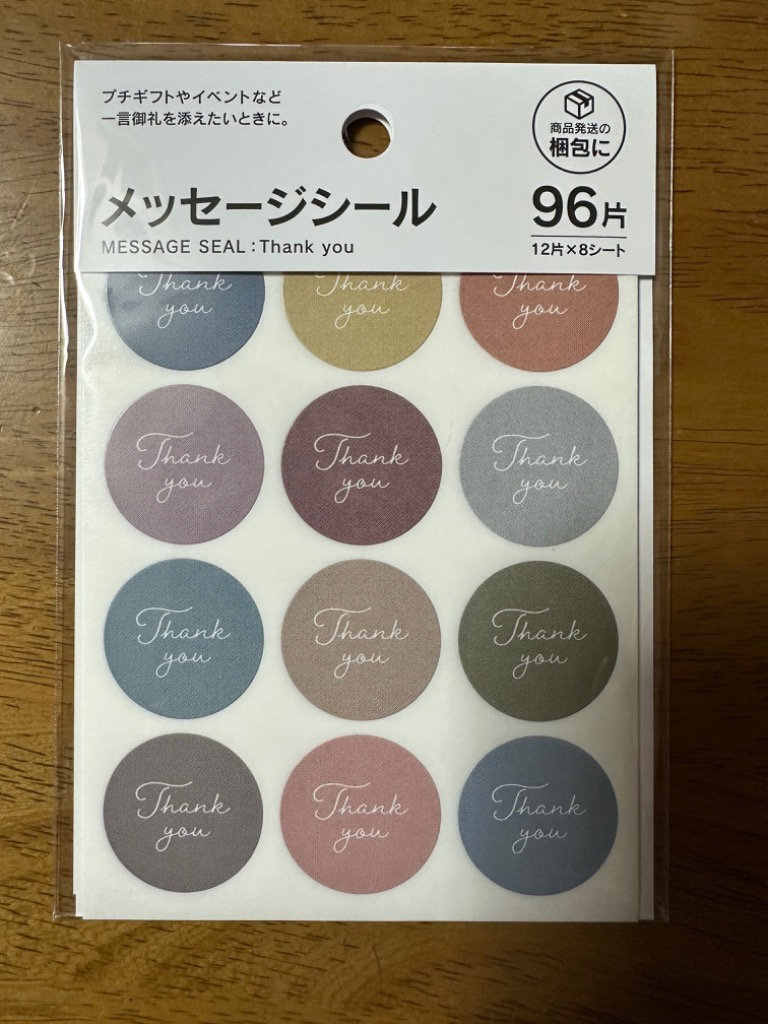 プチギフトやイベントなど
一言御礼を添えたいときに。
商品発送の
梱包に
メッセージシール
MESSAGE SEAL：Thank you
96片
12片×8シート
Thank
you
Thank
you
Thank
you
Thank
you
Thank
you
Thank
you
Thank
you
Thank
you
Thank
you
Thank
you
Thank
you
Thank
you